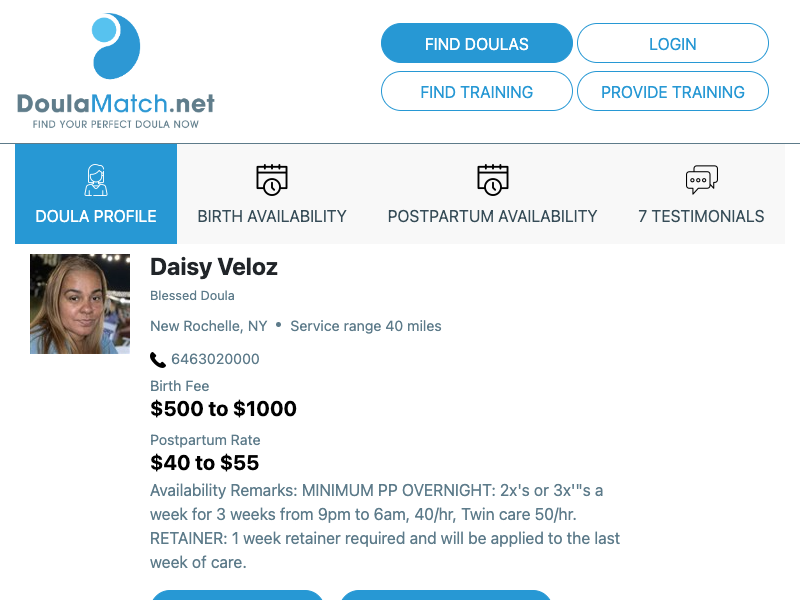 FIND DOULAS
LOGIN
FIND TRAINING
PROVIDE TRAINING
DoulaMatch.net
FIND YOUR PERFECT DOULA NOW
DOULA PROFILE
BIRTH AVAILABILITY
POSTPARTUM AVAILABILITY
7 TESTIMONIALS
Daisy Veloz
Blessed Doula
New Rochelle, NY • Service range 40 miles
6463020000
Birth Fee
$500 to $1000
Postpartum Rate
$40 to $55
Availability Remarks: MINIMUM PP OVERNIGHT: 2x's or 3x'"s a
week for 3 weeks from 9pm to 6am, 40/hr, Twin care 50/hr.
RETAINER: 1 week retainer required and will be applied to the last
week of care.